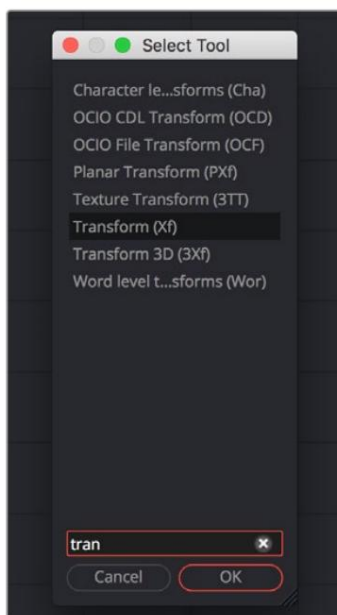 Select Tool
Character le...sforms (Cha)
OCIO CDL Transform (OCD)
OCIO File Transform (OCF)
Planar Transform (PXf)
Texture Transform (3TT)
Transform (Xf)
Transform 3D (3Xf)
Word level t...sforms (Wor)
tran
Cancel OK